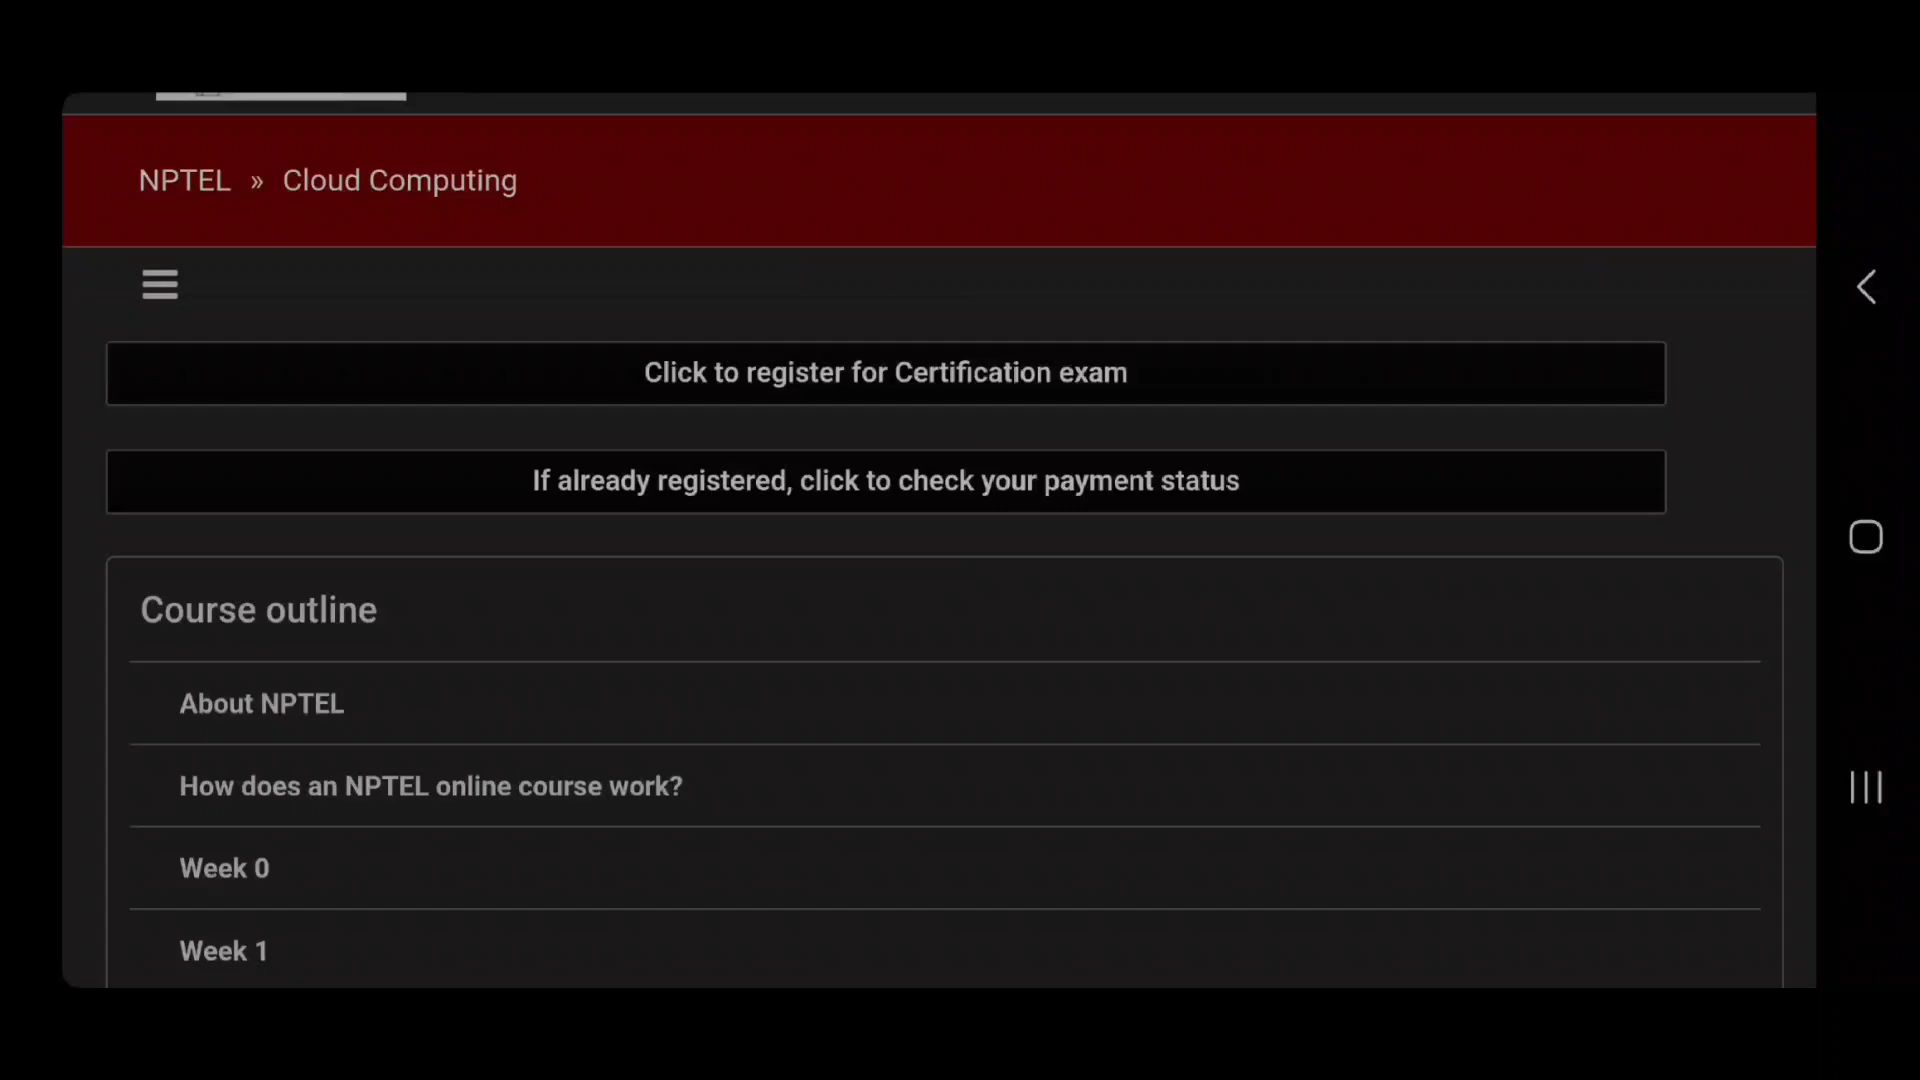 NPTEL » Cloud Computing
Click to register for Certification exam
If already registered, click to check your payment status
Course outline
About NPTEL
How does an NPTEL online course work?
Week 0
Week 1